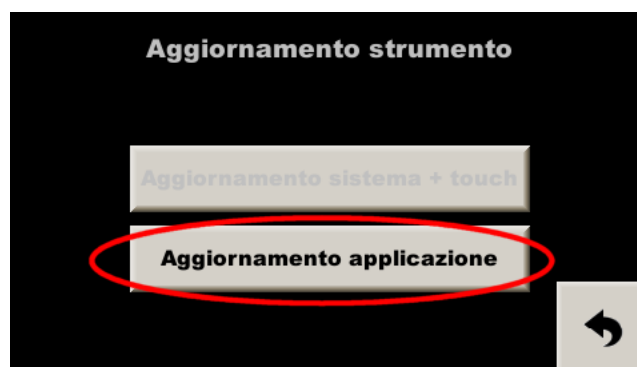 Aggiornamento strumento
Aggiornamento sistema + touch
Aggiornamento applicazione